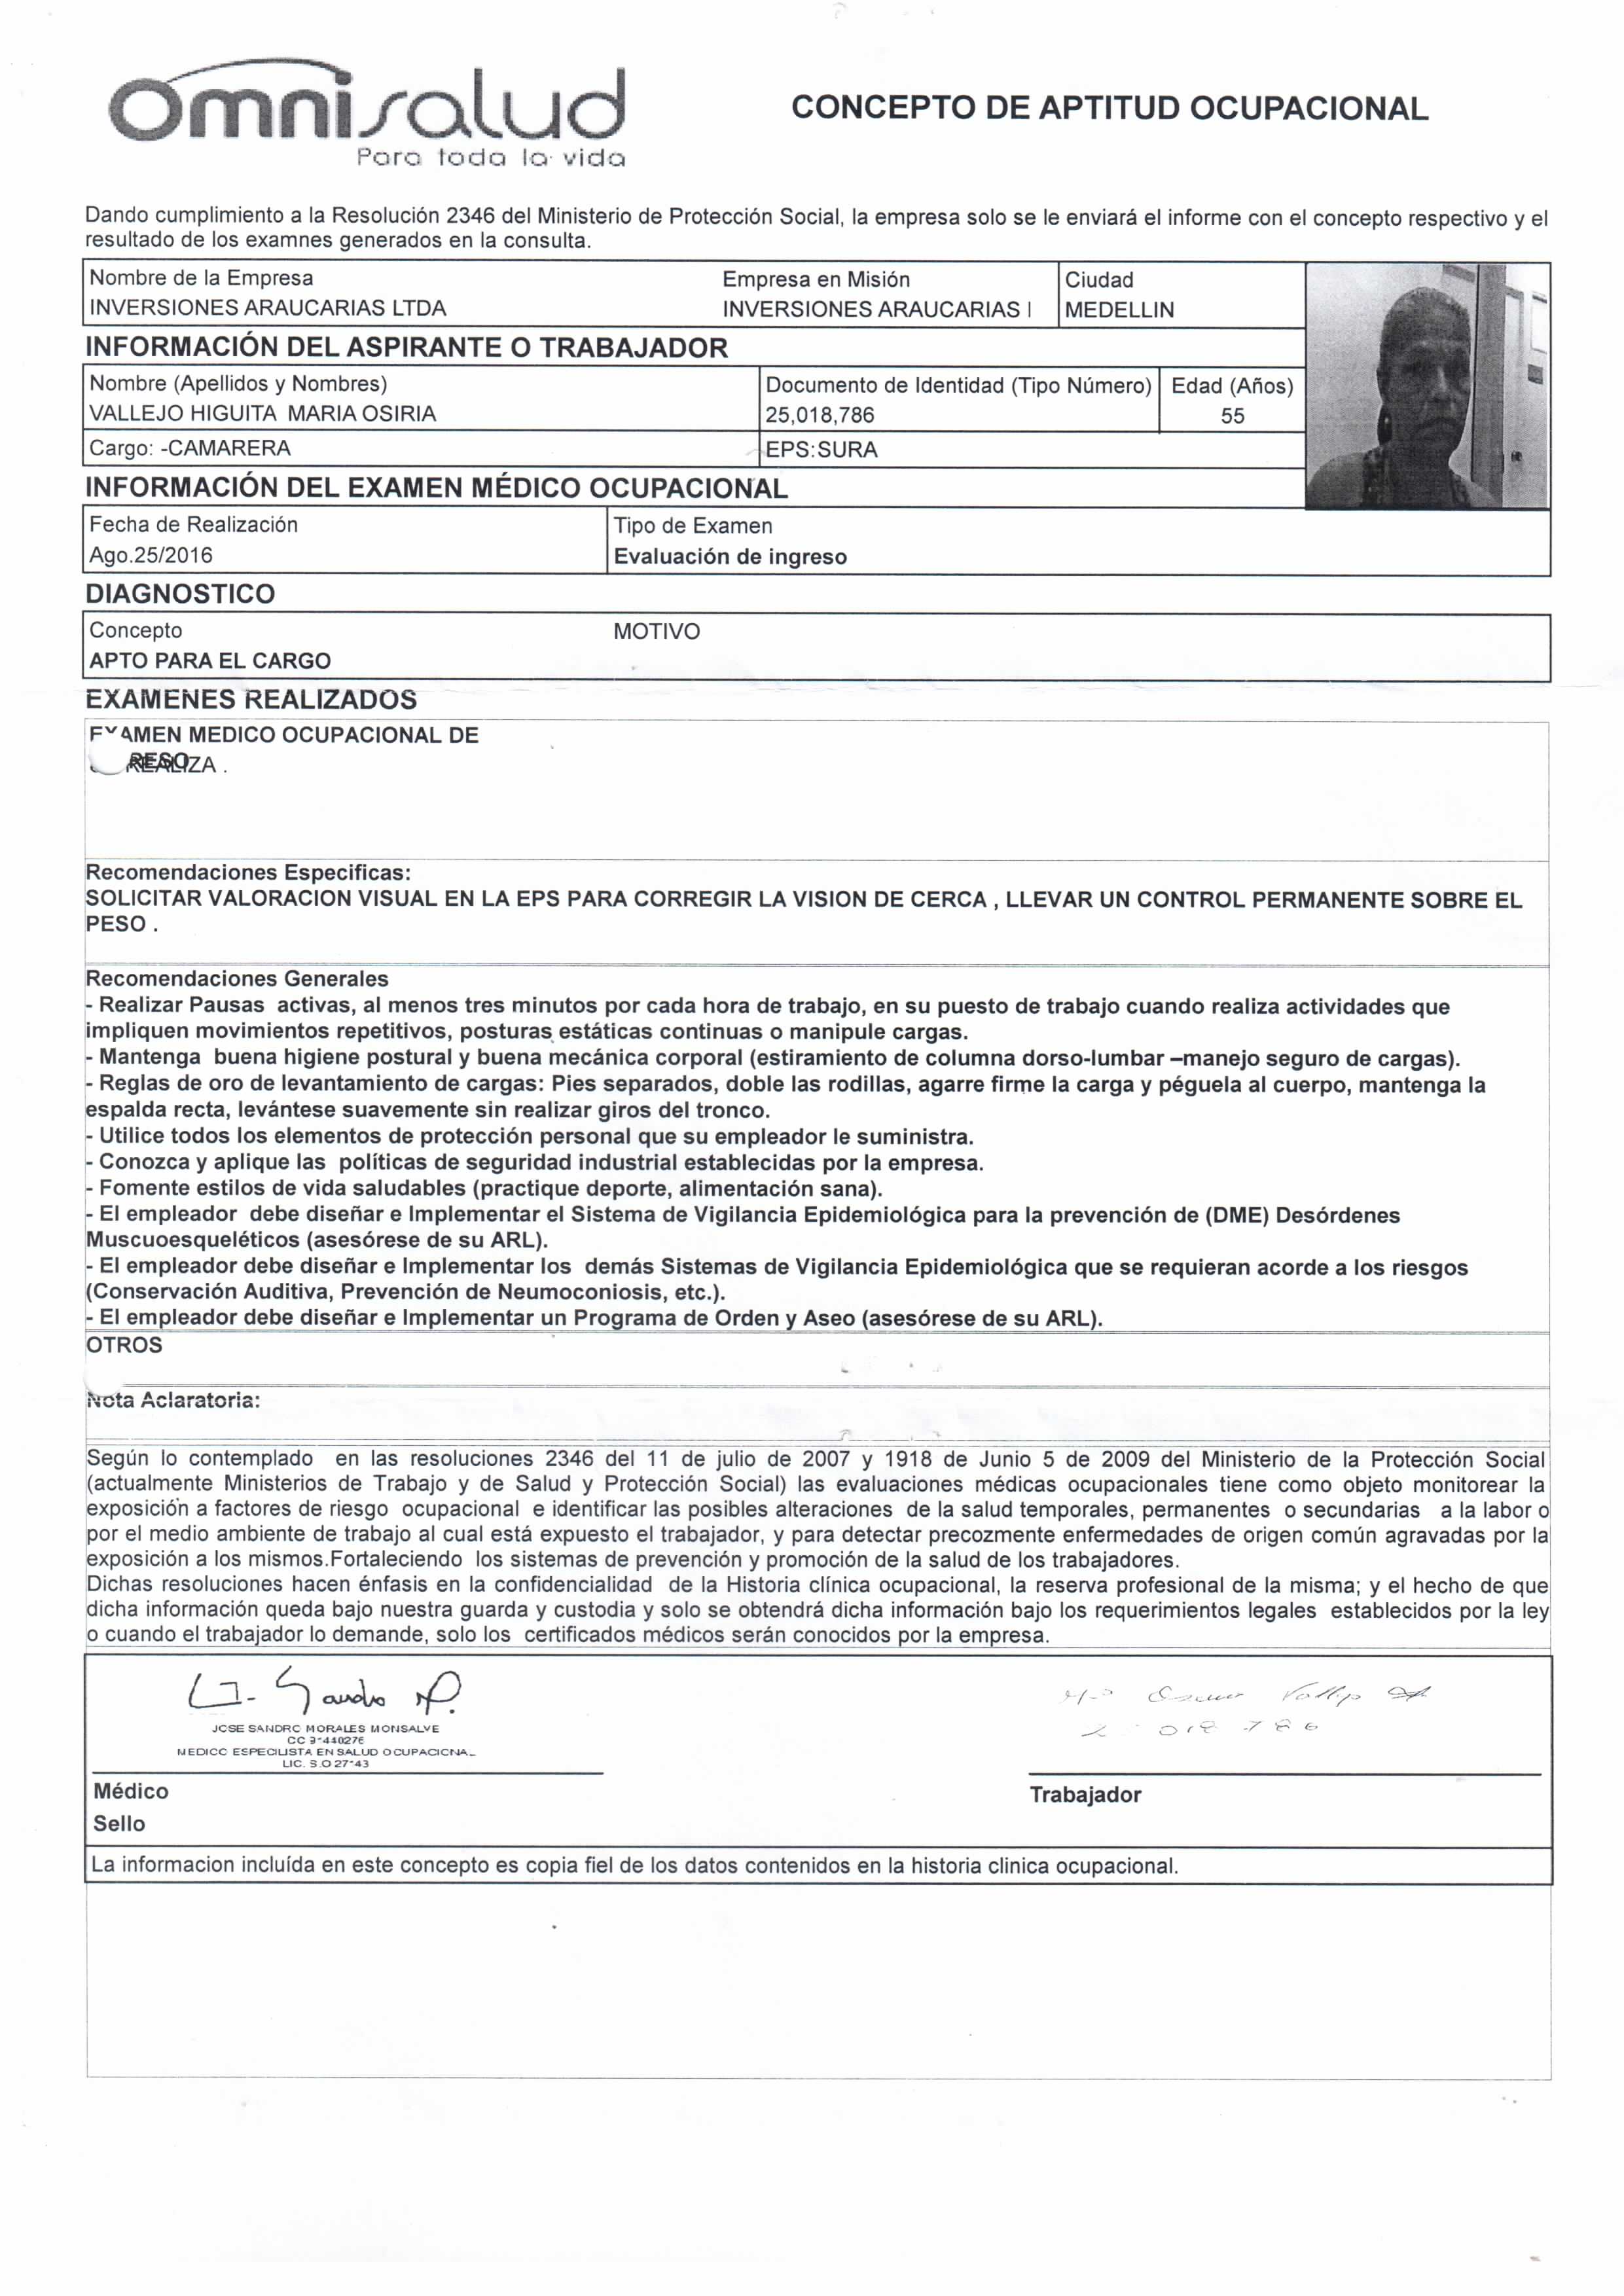 omnisalud
Para toda la vida
CONCEPTO DE APTITUD OCUPACIONAL
Dando cumplimiento a la Resolución 2346 del Ministerio de Protección Social, la empresa solo se le enviará el informe con el concepto respectivo y el
resultado de los examnes generados en la consulta.
Nombre de la Empresa Empresa en Misión Ciudad
INVERSIONES ARAUCARIAS LTDA INVERSIONES ARAUCARIAS MEDELLIN
INFORMACIÓN DEL ASPIRANTE O TRABAJADOR
Nombre (Apellidos y Nombres) Documento de Identidad (Tipo Número) Edad (Años)
VALLEJO HIGUITA MARIA OSIRIA 25,018,786 55
Cargo: -CAMARERA EPS:SURA
INFORMACIÓN DEL EXAMEN MÉDICO OCUPACIONAL
Fecha de Realización Tipo de Examen
Ago.25/2016 Evaluación de ingreso
DIAGNOSTICO
Concepto MOTIVO
APTO PARA EL CARGO
EXAMENES REALIZADOS
EXAMEN MEDICO OCUPACIONAL DE
Recomendaciones Especificas:
SOLICITAR VALORACION VISUAL EN LA EPS PARA CORREGIR LA VISION DE CERCA , LLEVAR UN CONTROL PERMANENTE SOBRE EL
PESO .
Recomendaciones Generales
- Realizar Pausas activas, al menos tres minutos por cada hora de trabajo, en su puesto de trabajo cuando realiza actividades que
impliquen movimientos repetitivos, posturas estáticas continuas o manipule cargas.
- Mantenga buena higiene postural y buena mecánica corporal (estiramiento de columna dorso-lumbar –manejo seguro de cargas).
- Reglas de oro de levantamiento de cargas: Pies separados, doble las rodillas, agarre firme la carga y péguela al cuerpo, mantenga la
espalda recta, levántese suavemente sin realizar giros del tronco.
- Utilice todos los elementos de protección personal que su empleador le suministra.
- Conozca y aplique las políticas de seguridad industrial establecidas por la empresa.
- Fomente estilos de vida saludables (practique deporte, alimentación sana).
- El empleador debe diseñar e Implementar el Sistema de Vigilancia Epidemiológica para la prevención de (DME) Desórdenes
Muscuoesqueléticos (asesórese de su ARL).
- El empleador debe diseñar e Implementar los demás Sistemas de Vigilancia Epidemiológica que se requieran acorde a los riesgos
(Conservación Auditiva, Prevención de Neumoconiosis, etc.).
- El empleador debe diseñar e Implementar un Programa de Orden y Aseo (asesórese de su ARL).
OTROS
Nota Aclaratoria:
Según lo contemplado en las resoluciones 2346 del 11 de julio de 2007 y 1918 de Junio 5 de 2009 del Ministerio de la Protección Social
(actualmente Ministerios de Trabajo y de Salud y Protección Social) las evaluaciones médicas ocupacionales tiene como objeto monitorear la
exposición a factores de riesgo ocupacional e identificar las posibles alteraciones de la salud temporales, permanentes o secundarias a la labor o
por el medio ambiente de trabajo al cual está expuesto el trabajador, y para detectar precozmente enfermedades de origen común agravadas por la
exposición a los mismos.Fortaleciendo los sistemas de prevención y promoción de la salud de los trabajadores.
Dichas resoluciones hacen énfasis en la confidencialidad de la Historia clínica ocupacional, la reserva profesional de la misma; y el hecho de que
dicha información queda bajo nuestra guarda y custodia y solo se obtendrá dicha información bajo los requerimientos legales establecidos por la ley
o cuando el trabajador lo demande, solo los certificados médicos serán conocidos por la empresa.
JOSE SANDRO MORALES MONSALVE
CC
MEDICO ESPECILISTA EN SALUD OCUPACIONAL
LIC. S.O
Médico Trabajador
Sello
La informacion incluída en este concepto es copia fiel de los datos contenidos en la historia clinica ocupacional.